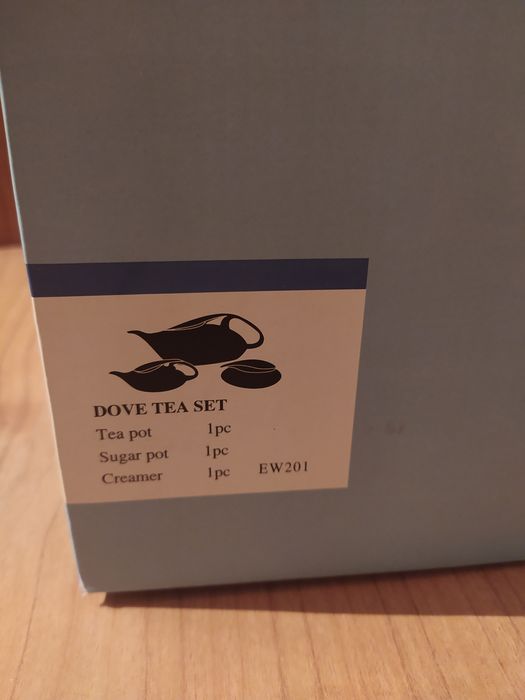 DOVE TEA SET
Tea pot 1pc
Sugar pot 1pc
Creamer 1pc EW201